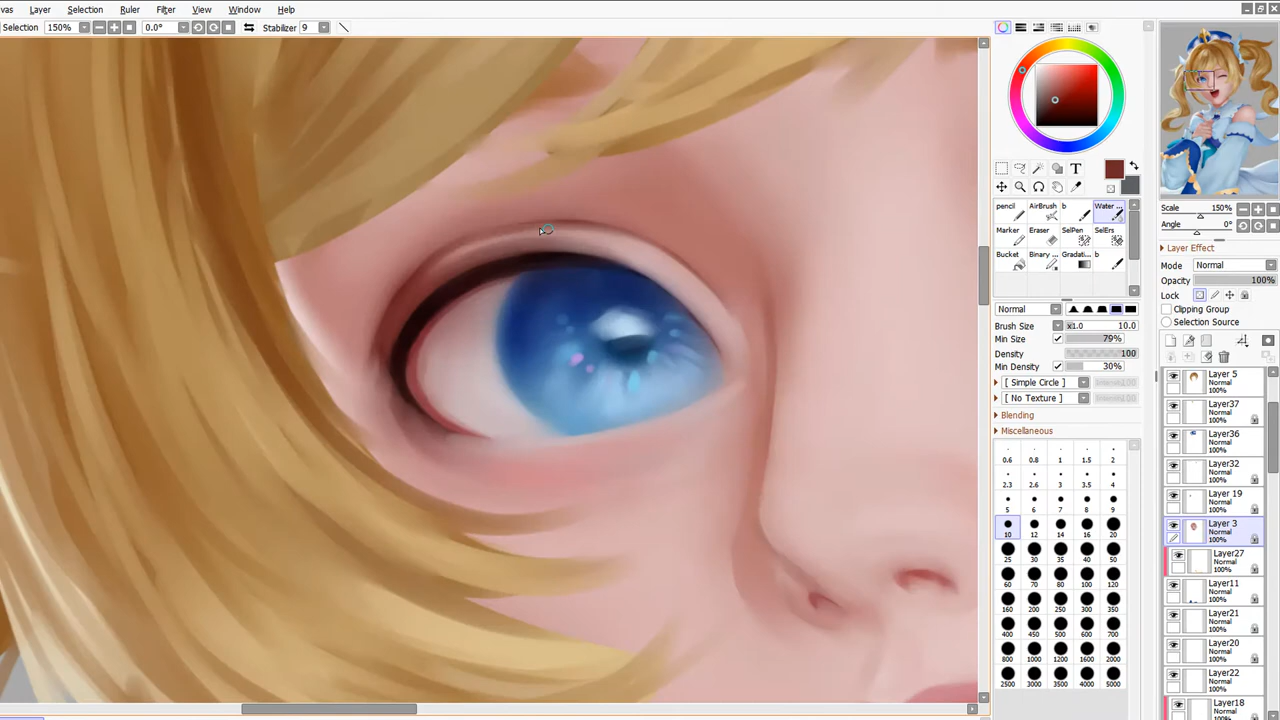 vas Layer Selection Ruler Filter View Window Help
Selection 150% 0.0° Stabilizer 9
T
pencil AirBrush b Water ...
Marker Eraser SelPen SelErs
Bucket Binary ... Gradati... b
Normal
Brush Size x1.0 10.0
Min Size 79%
Density 100
Min Density 30%
[ Simple Circle ]
[ No Texture ]
Blending
Miscellaneous
0.6 0.8 1 1.5 2
2.3 2.6 3 3.5 4
5 6 7 8 9
10 12 14 16 20
25 30 35 40 50
60 70 80 100 120
160 200 250 300 350
400 450 500 600 700
800 1000 1200 1600 2000
2500 3000 3500 4000 5000
Scale 150%
Angle 0°
Layer Effect
Mode Normal
Opacity 100%
Lock
Clipping Group
Selection Source
Layer 5
Normal
100%
Layer37
Normal
100%
Layer36
Normal
100%
Layer32
Normal
100%
Layer 19
Normal
100%
Layer 3
Normal
100%
Layer27
Normal
100%
Layer11
Normal
100%
Layer21
Normal
100%
Layer20
Normal
100%
Layer22
Normal
100%
Layer18
Normal